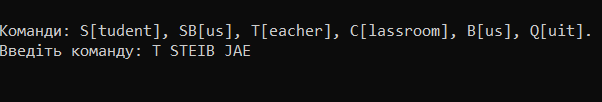 Команди: S[tudent], SB[us], T[eacher], C[lassroom], B[us], Q[uit].
Введіть команду: T STEIB JAE